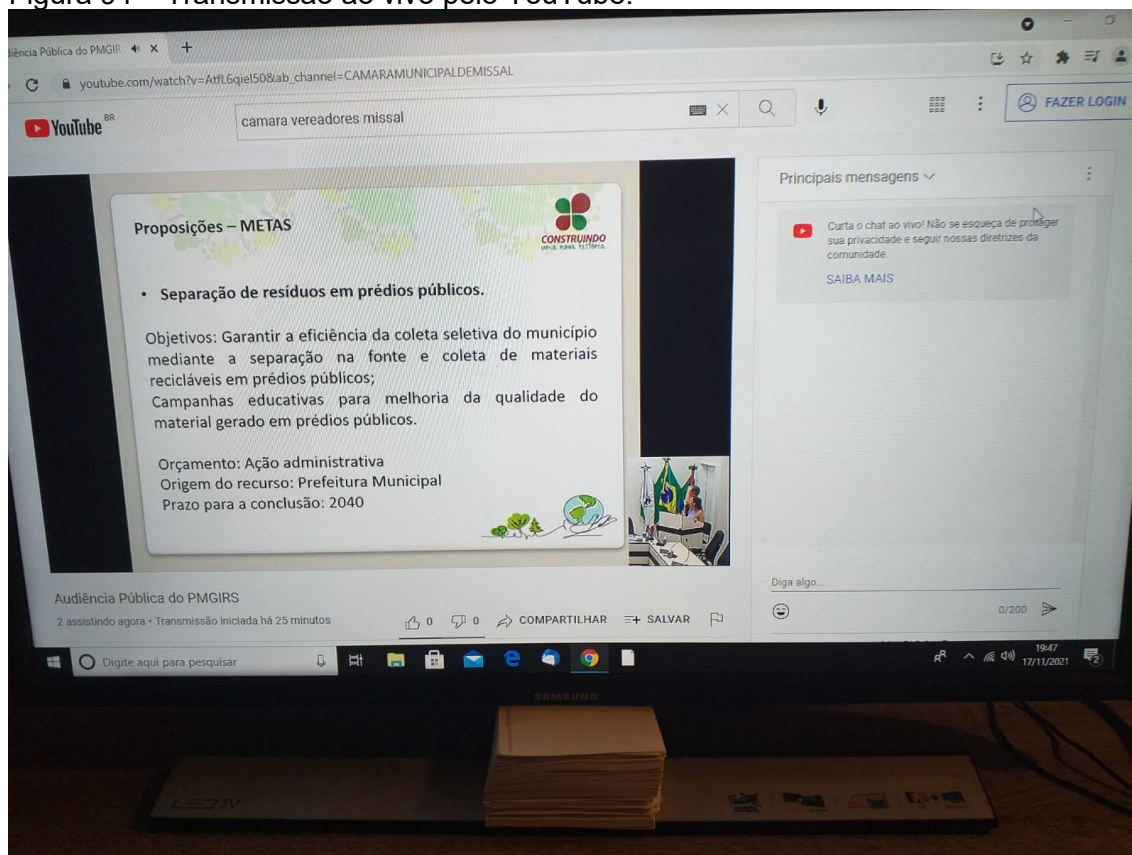 Figura 94 – Transmissão ao vivo pelo YouTube.
diência Pública do PMGIR
youtube.com/watch?v=AtfL6qiel50&ab_channel=CAMARAMUNICIPALDEMISSAL
YouTube BR
camara vereadores missal
FAZER LOGIN
Proposições – METAS
CONSTRUINDO
uma nova história
• Separação de resíduos em prédios públicos.
Objetivos: Garantir a eficiência da coleta seletiva do município
mediante a separação na fonte e coleta de materiais
recicláveis em prédios públicos;
Campanhas educativas para melhoria da qualidade do
material gerado em prédios públicos.
Orçamento: Ação administrativa
Origem do recurso: Prefeitura Municipal
Prazo para a conclusão: 2040
Principais mensagens
Curta o chat ao vivo! Não se esqueça de proteger
sua privacidade e seguir nossas diretrizes da
comunidade.
SAIBA MAIS
Diga algo...
0/200
Audiência Pública do PMGIRS
2 assistindo agora • Transmissão iniciada há 25 minutos
0 0 COMPARTILHAR SALVAR
Digite aqui para pesquisar
19:47
17/11/2021
2
SAMSUNG
LED TV